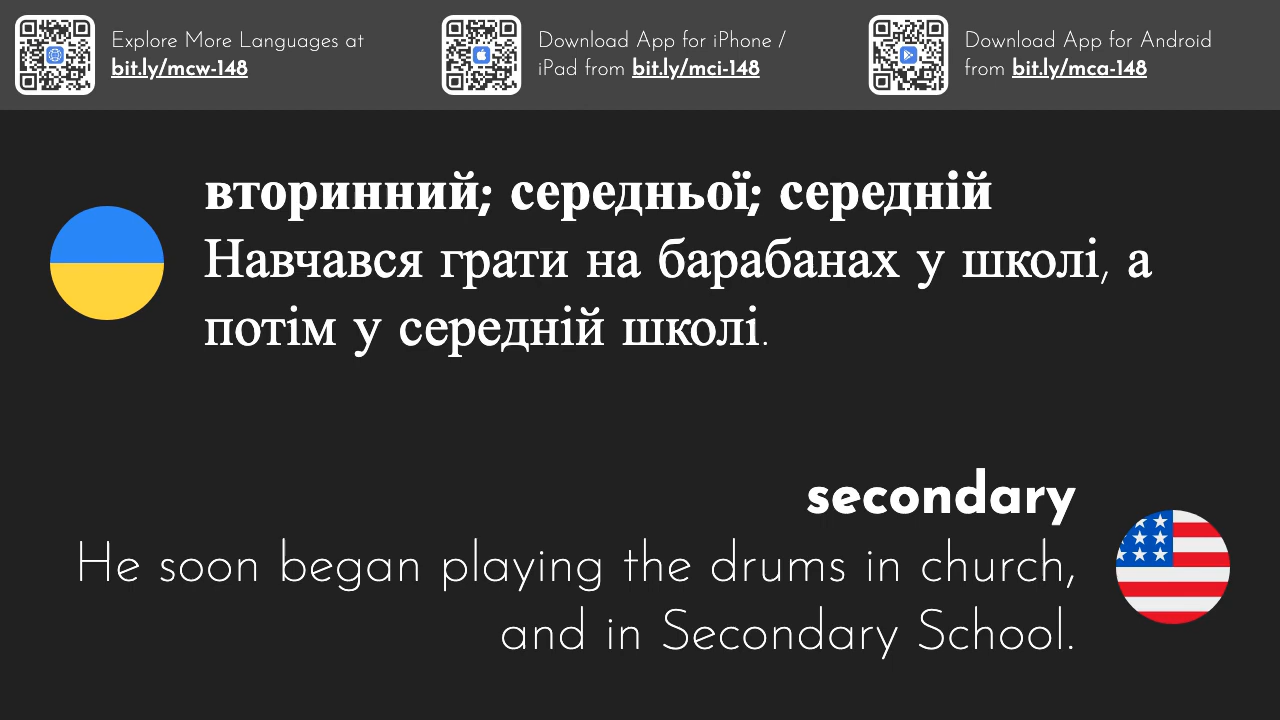 Explore More Languages at
bit.ly/mcw-148
Download App for iPhone /
iPad from bit.ly/mci-148
Download App for Android
from bit.ly/mca-148
вторинний; середньої; середній
Навчався грати на барабанах у школі, а
потім у середній школі.
secondary
He soon began playing the drums in church,
and in Secondary School.